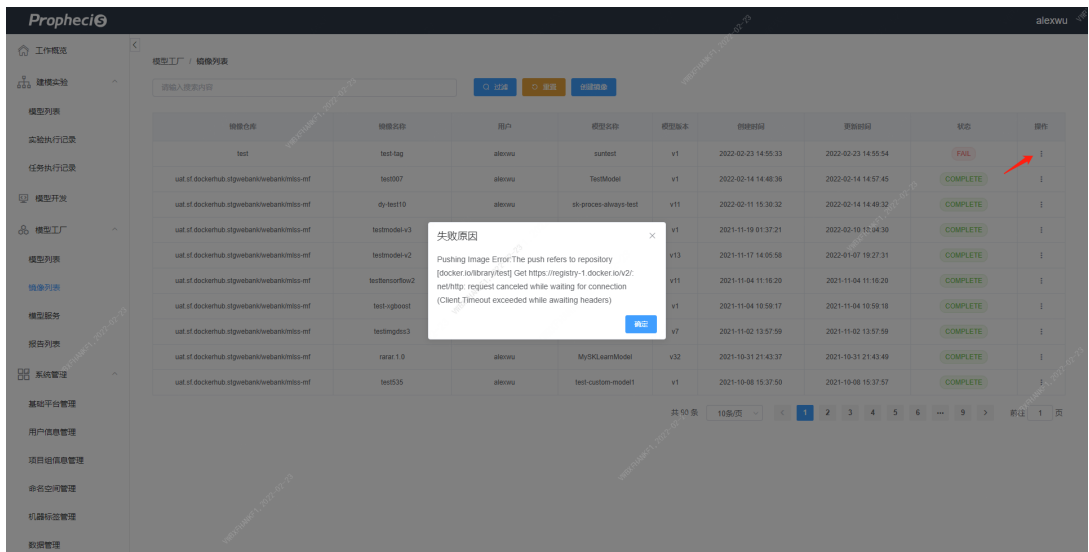 PropheciS
alexwu
工作概览
建模实验
模型列表
实验执行记录
任务执行记录
模型开发
模型工厂
模型列表
镜像列表
模型服务
报告列表
系统管理
基础平台管理
用户信息管理
项目组信息管理
命名空间管理
机器标签管理
数据管理
模型工厂 / 镜像列表
请输入搜索内容 过滤 重置 创建镜像
镜像仓库 镜像名称 用户 模型名称 模型版本 创建时间 更新时间 状态 操作
test test-tag alexwu suntest v1 2022-02-23 14:55:33 2022-02-23 14:55:54 FAIL
uat.sf.dockerhub.stgwebank/webank/mlss-mf test007 alexwu TestModel v1 2022-02-14 14:48:36 2022-02-14 14:57:45 COMPLETE
uat.sf.dockerhub.stgwebank/webank/mlss-mf dy-test10 alexwu sk-proces-always-test v11 2022-02-11 15:30:32 2022-02-14 14:48:32 COMPLETE
uat.sf.dockerhub.stgwebank/webank/mlss-mf testmodel-v3 v1 2021-11-19 01:37:21 2022-02-10 12:04:30 COMPLETE
uat.sf.dockerhub.stgwebank/webank/mlss-mf testmodel-v2 v13 2021-11-17 14:05:58 2022-01-07 19:27:31 COMPLETE
uat.sf.dockerhub.stgwebank/webank/mlss-mf testtensorflow2 v11 2021-11-04 11:16:20 2021-11-04 11:16:20 COMPLETE
uat.sf.dockerhub.stgwebank/webank/mlss-mf test-xgboost v1 2021-11-04 10:59:17 2021-11-04 10:59:18 COMPLETE
uat.sf.dockerhub.stgwebank/webank/mlss-mf testimgdss3 v7 2021-11-02 13:57:59 2021-11-02 13:57:59 COMPLETE
uat.sf.dockerhub.stgwebank/webank/mlss-mf rarat 1.0 alexwu MySKLearnModel v32 2021-10-31 21:43:37 2021-10-31 21:43:49 COMPLETE
uat.sf.dockerhub.stgwebank/webank/mlss-mf test535 alexwu test-custom-model1 v1 2021-10-08 15:37:50 2021-10-08 15:37:57 COMPLETE
失败原因
Pushing Image Error:The push refers to repository
[docker.io/library/test] Get https://registry-1.docker.io/v2/:
net/http: request canceled while waiting for connection
(Client.Timeout exceeded while awaiting headers)
确定
10条/页 1 2 3 4 5 6 ... 9 前往 1 页